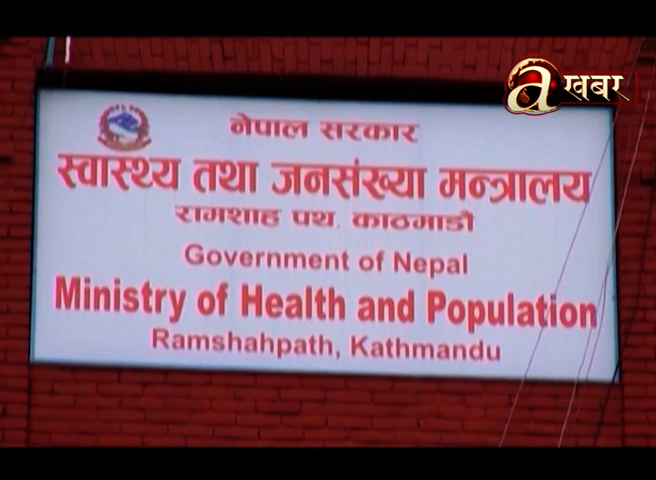 a खबर
नेपाल सरकार
स्वास्थ्य तथा जनसंख्या मन्त्रालय
रामशाह पथ. काठमाडौं
Government of Nepal
Ministry of Health and Population
Ramshahpath, Kathmandu